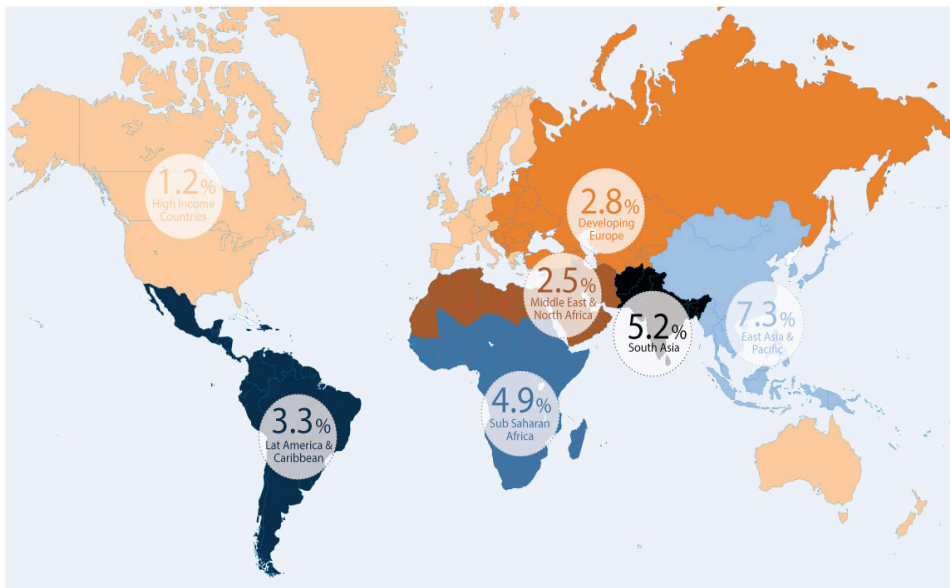 1.2%
High Income
Countries
2.8%
Developing
Europe
2.5%
Middle East &
North Africa
5.2%
South Asia
7.3%
East Asia &
Pacific
3.3%
Lat America &
Caribbean
4.9%
Sub Saharan
Africa